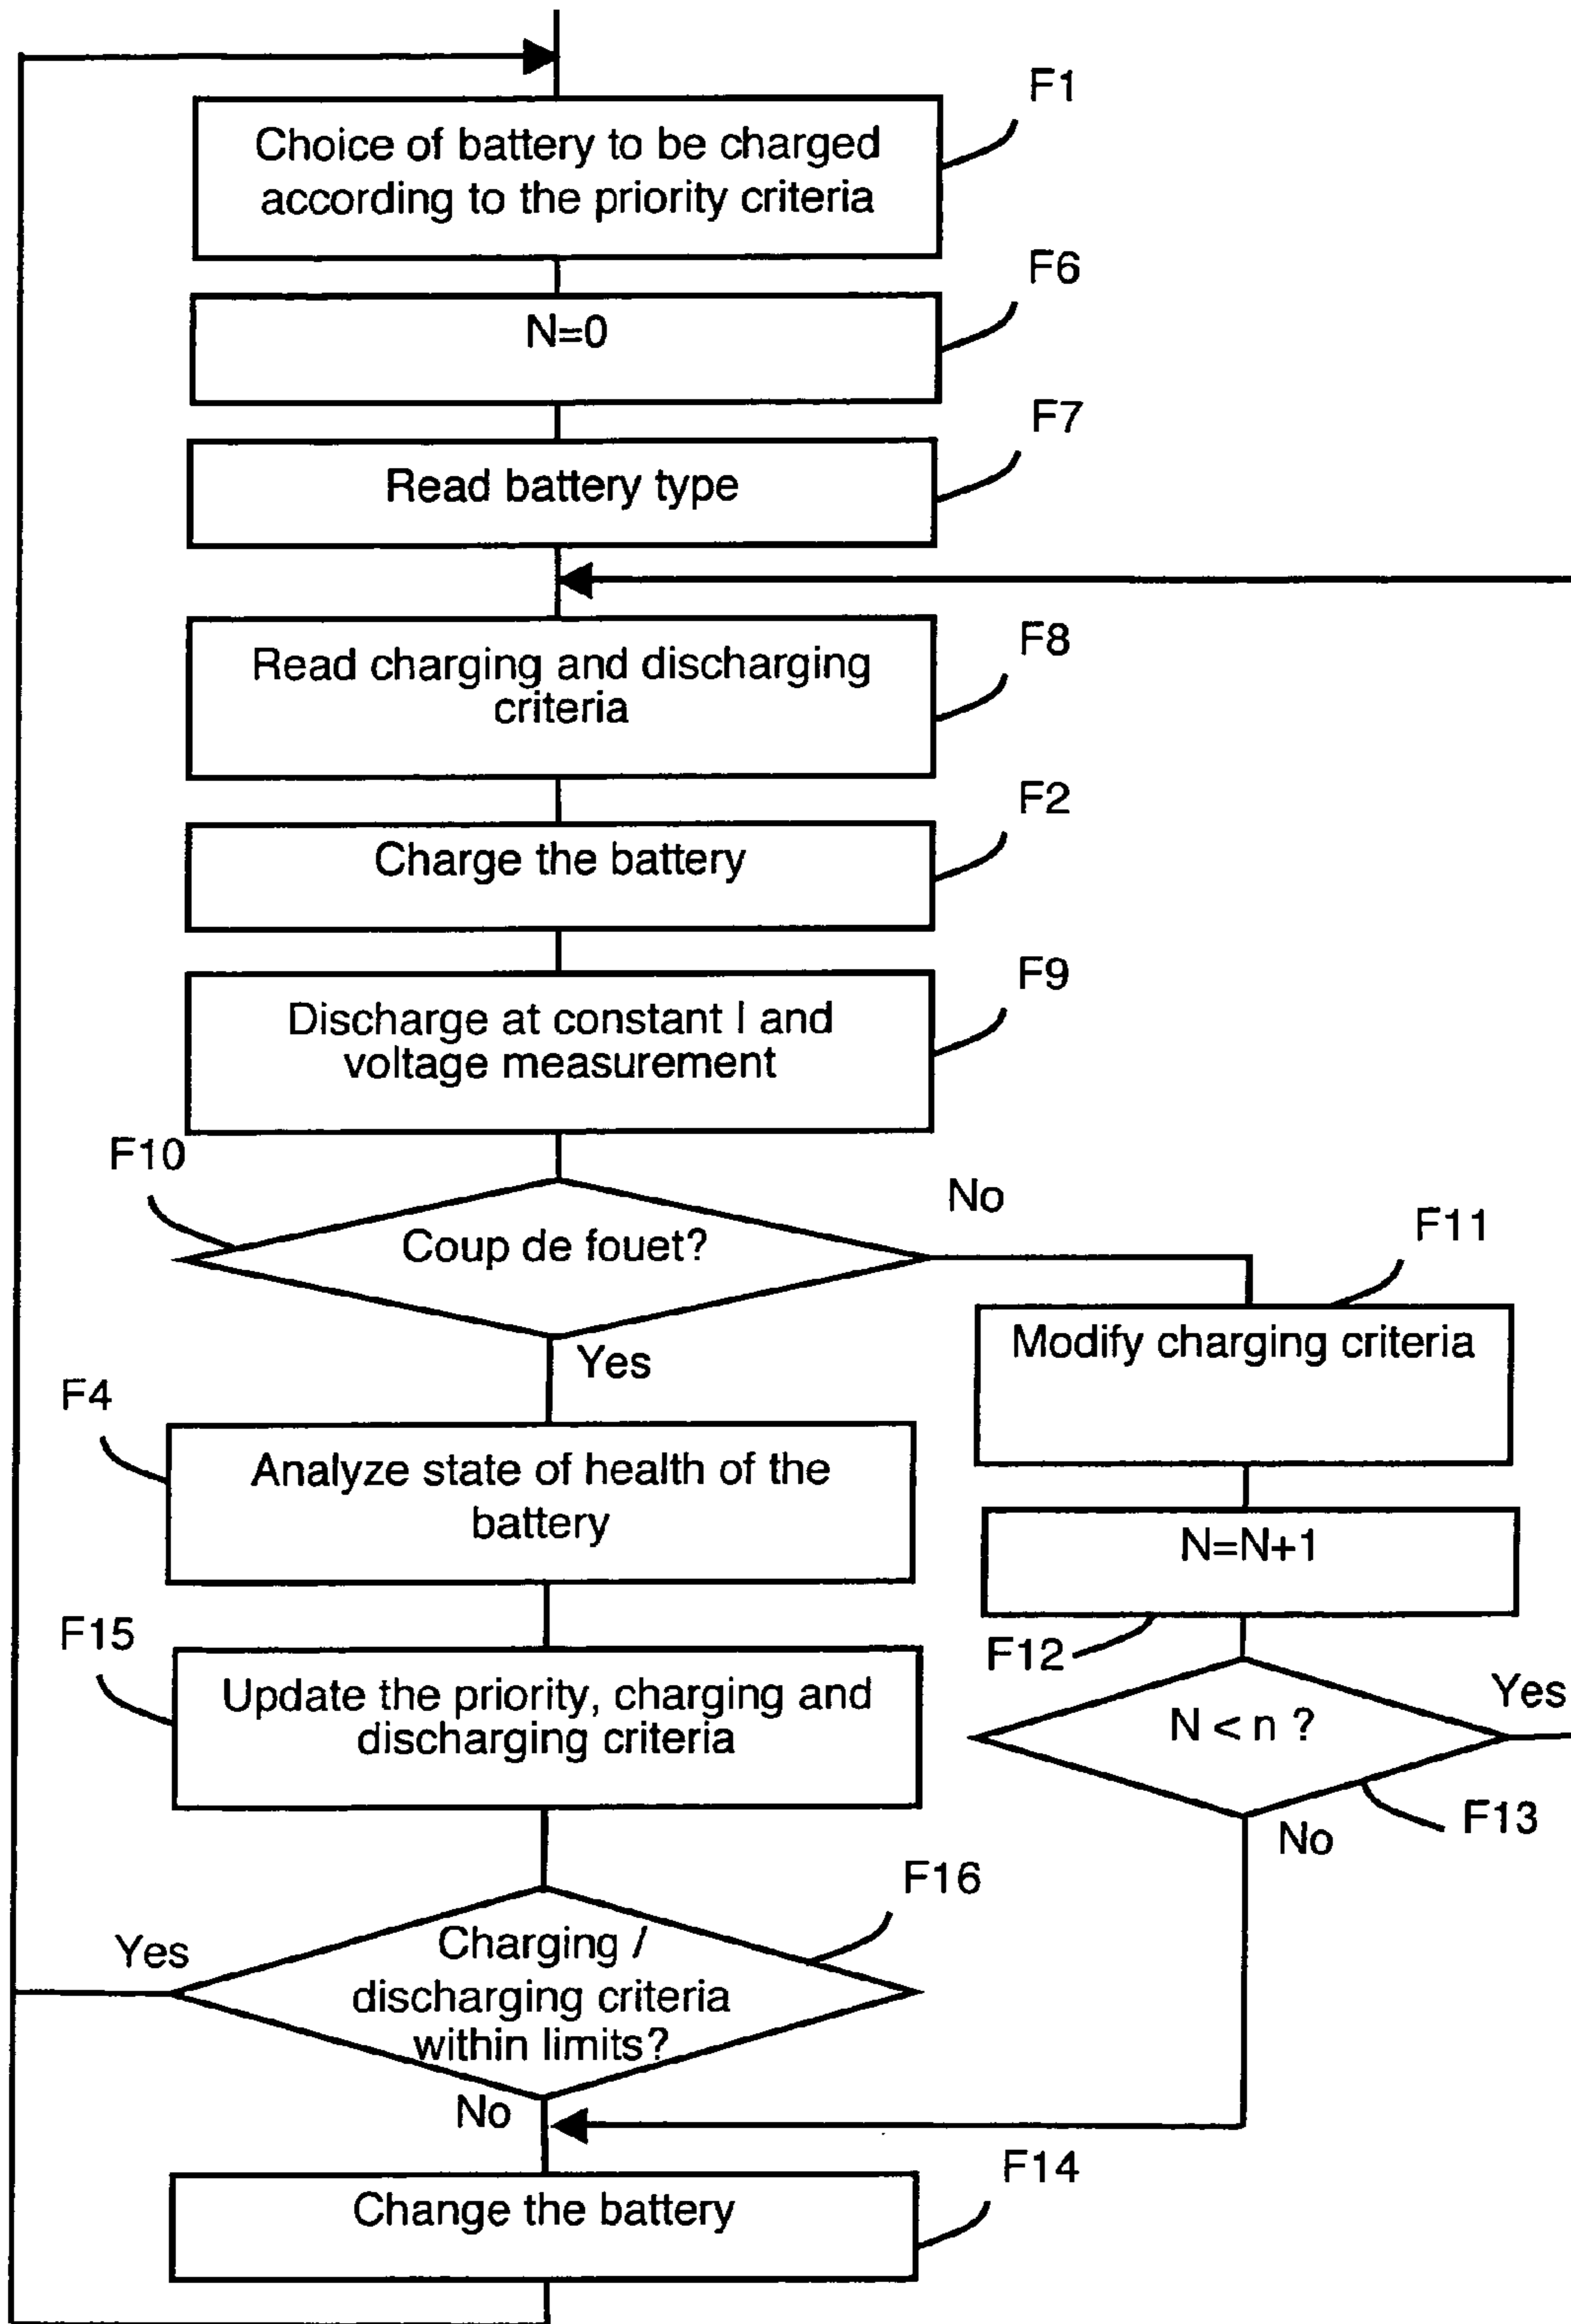 F1
Choice of battery to be charged
according to the priority criteria
F6
N=0
F7
Read battery type
F8
Read charging and discharging
criteria
F2
Charge the battery
F9
Discharge at constant I and
voltage measurement
F10
Coup de fouet?
No
Yes
F11
Modify charging criteria
F4
Analyze state of health of the
battery
N=N+1
F12
F15
Update the priority, charging and
discharging criteria
N < n ?
Yes
F13
No
F16
Charging /
discharging criteria
within limits?
Yes
No
F14
Change the battery